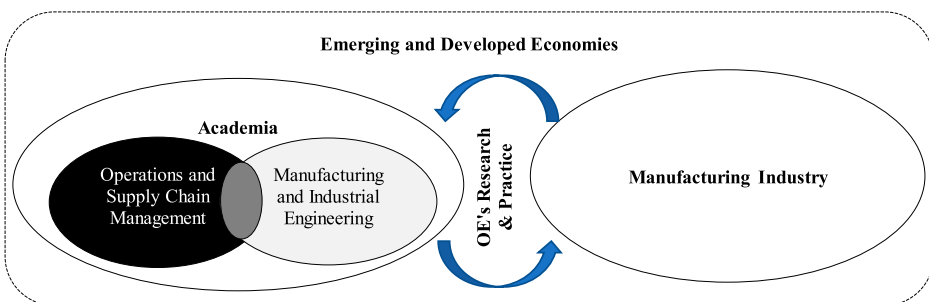 Emerging and Developed Economies
Academia
Operations and
Supply Chain
Management
Manufacturing
and Industrial
Engineering
OE's Research
& Practice
Manufacturing Industry